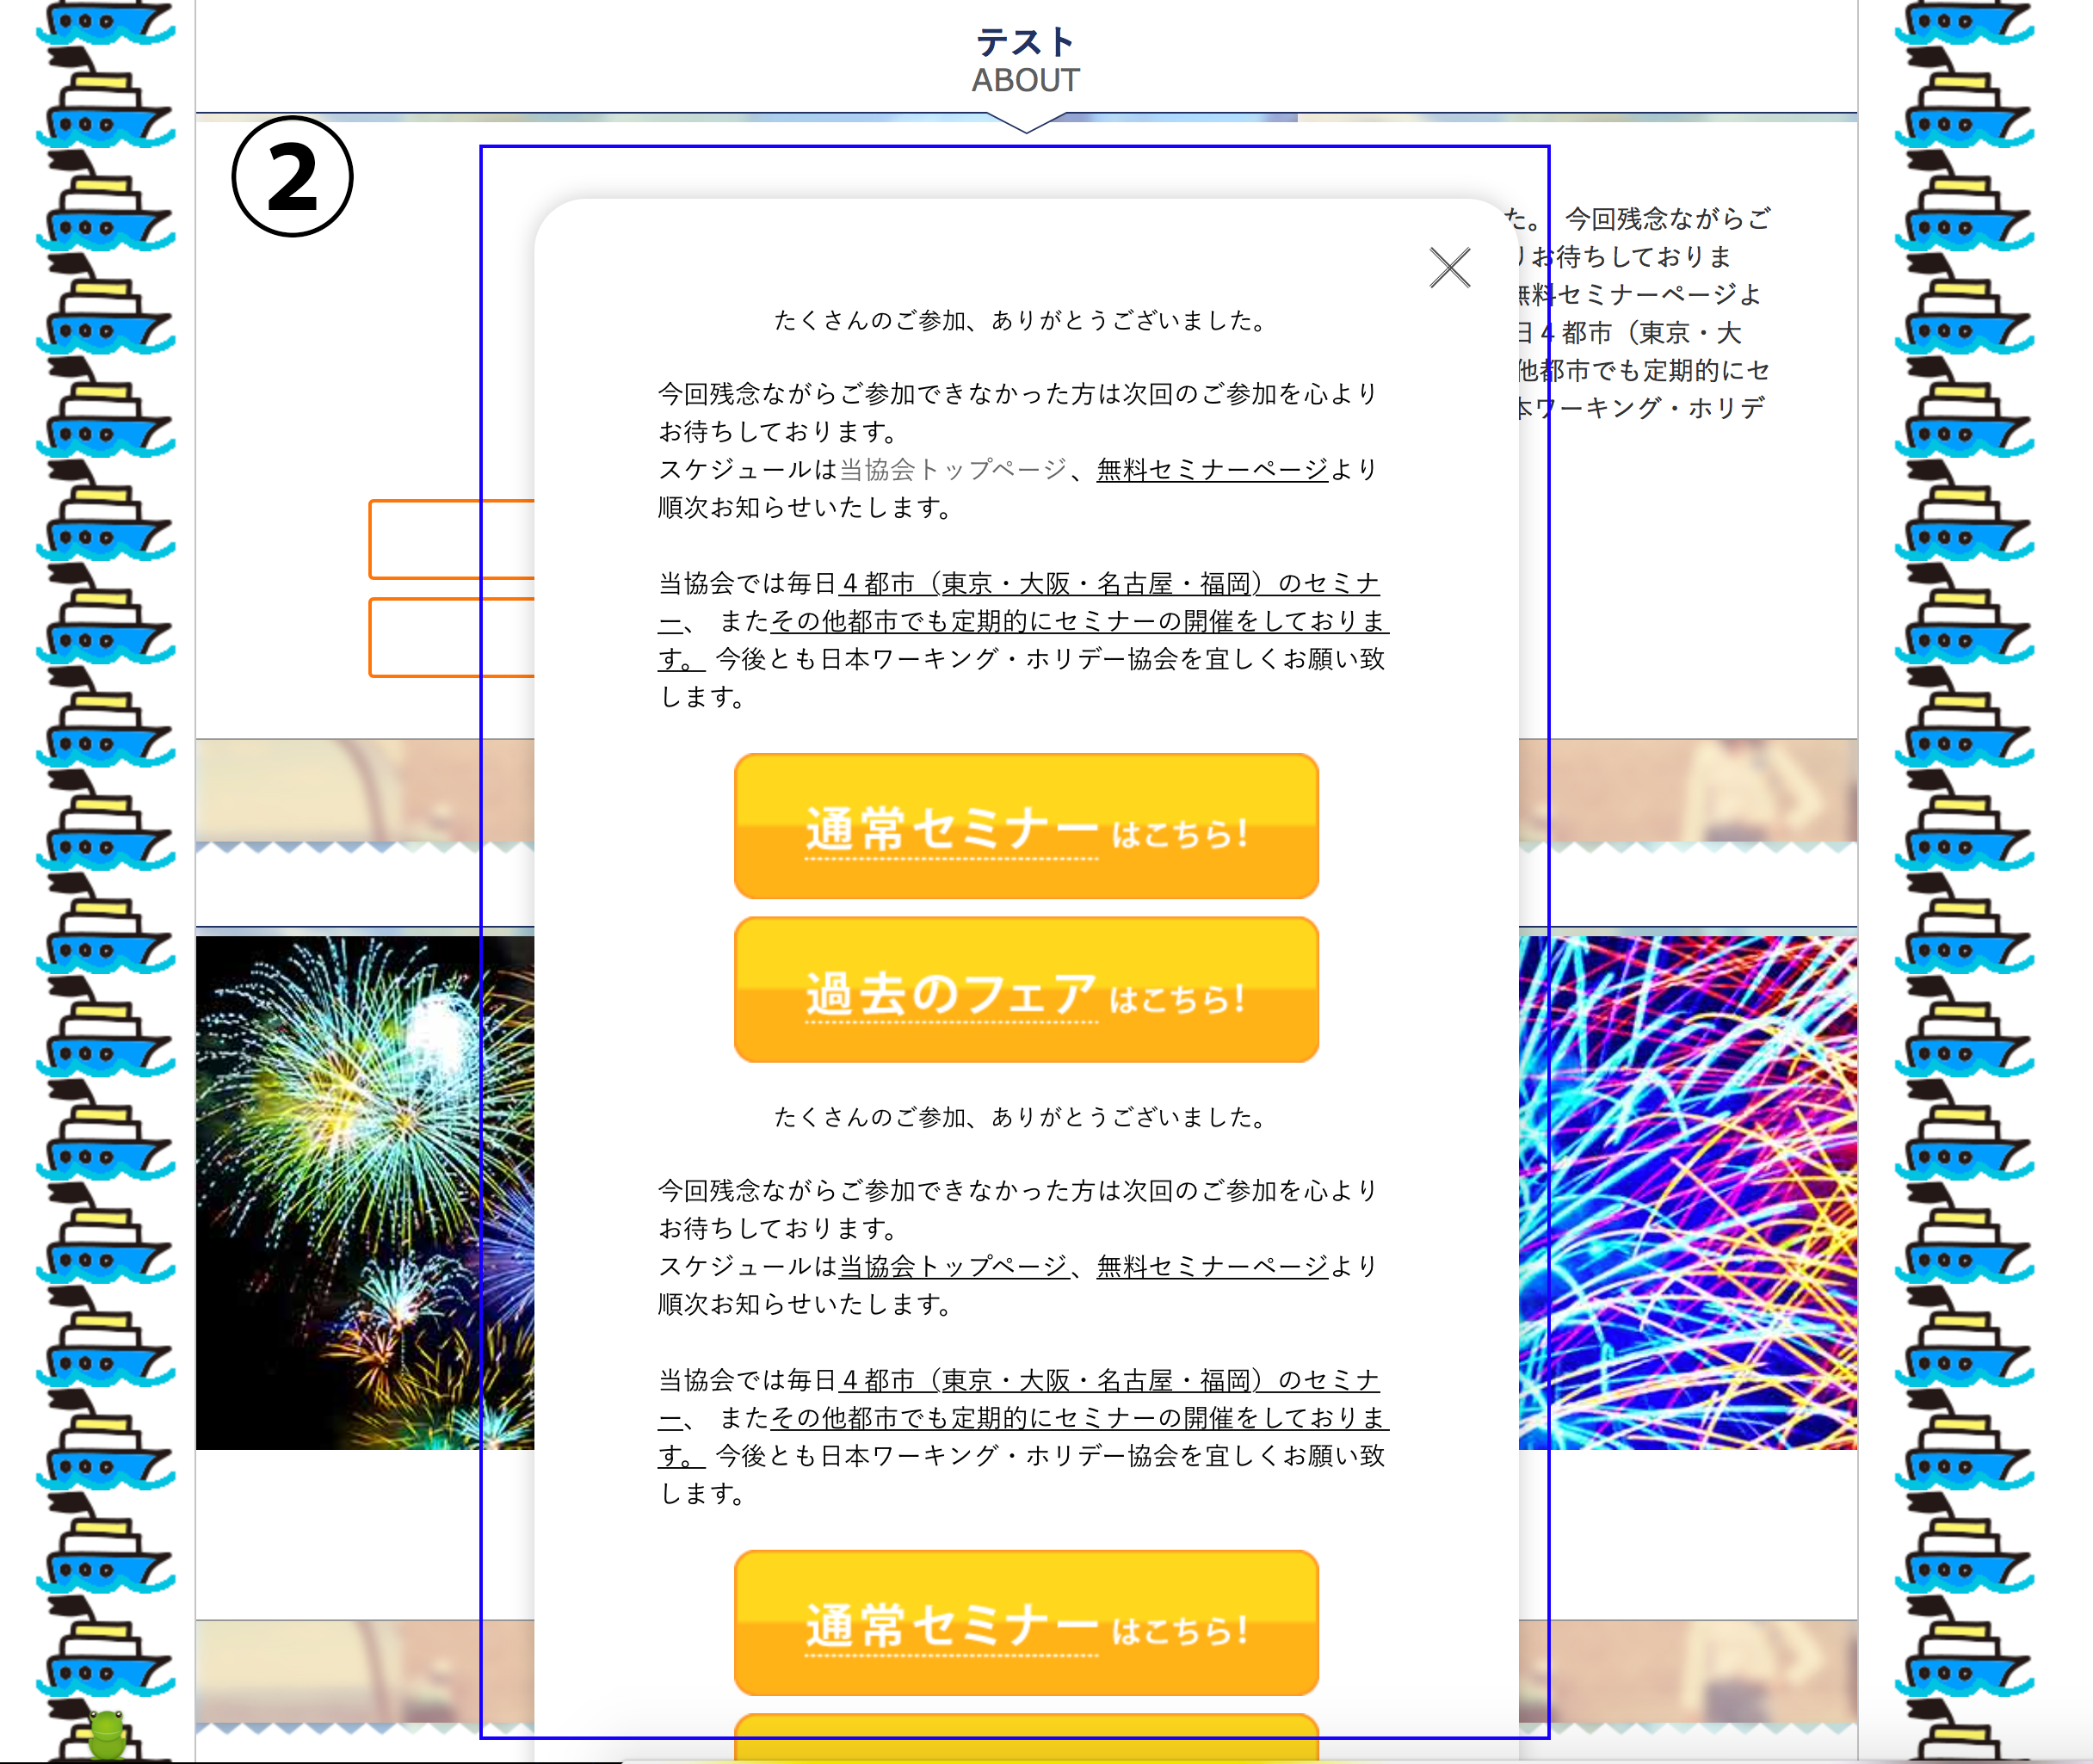 テスト
ABOUT
②
た。 今回残念ながらご
りお待ちしておりま
無料セミナーページよ
日４都市（東京・大
他都市でも定期的にセ
本ワーキング・ホリデ
たくさんのご参加、ありがとうございました。
今回残念ながらご参加できなかった方は次回のご参加を心より
お待ちしております。
スケジュールは当協会トップページ、無料セミナーページより
順次お知らせいたします。
当協会では毎日４都市（東京・大阪・名古屋・福岡）のセミナ
ー、 またその他都市でも定期的にセミナーの開催をしておりま
す。 今後とも日本ワーキング・ホリデー協会を宜しくお願い致
します。
通常セミナーはこちら！
過去のフェアはこちら！
たくさんのご参加、ありがとうございました。
今回残念ながらご参加できなかった方は次回のご参加を心より
お待ちしております。
スケジュールは当協会トップページ、無料セミナーページより
順次お知らせいたします。
当協会では毎日４都市（東京・大阪・名古屋・福岡）のセミナ
ー、 またその他都市でも定期的にセミナーの開催をしておりま
す。 今後とも日本ワーキング・ホリデー協会を宜しくお願い致
します。
通常セミナーはこちら！